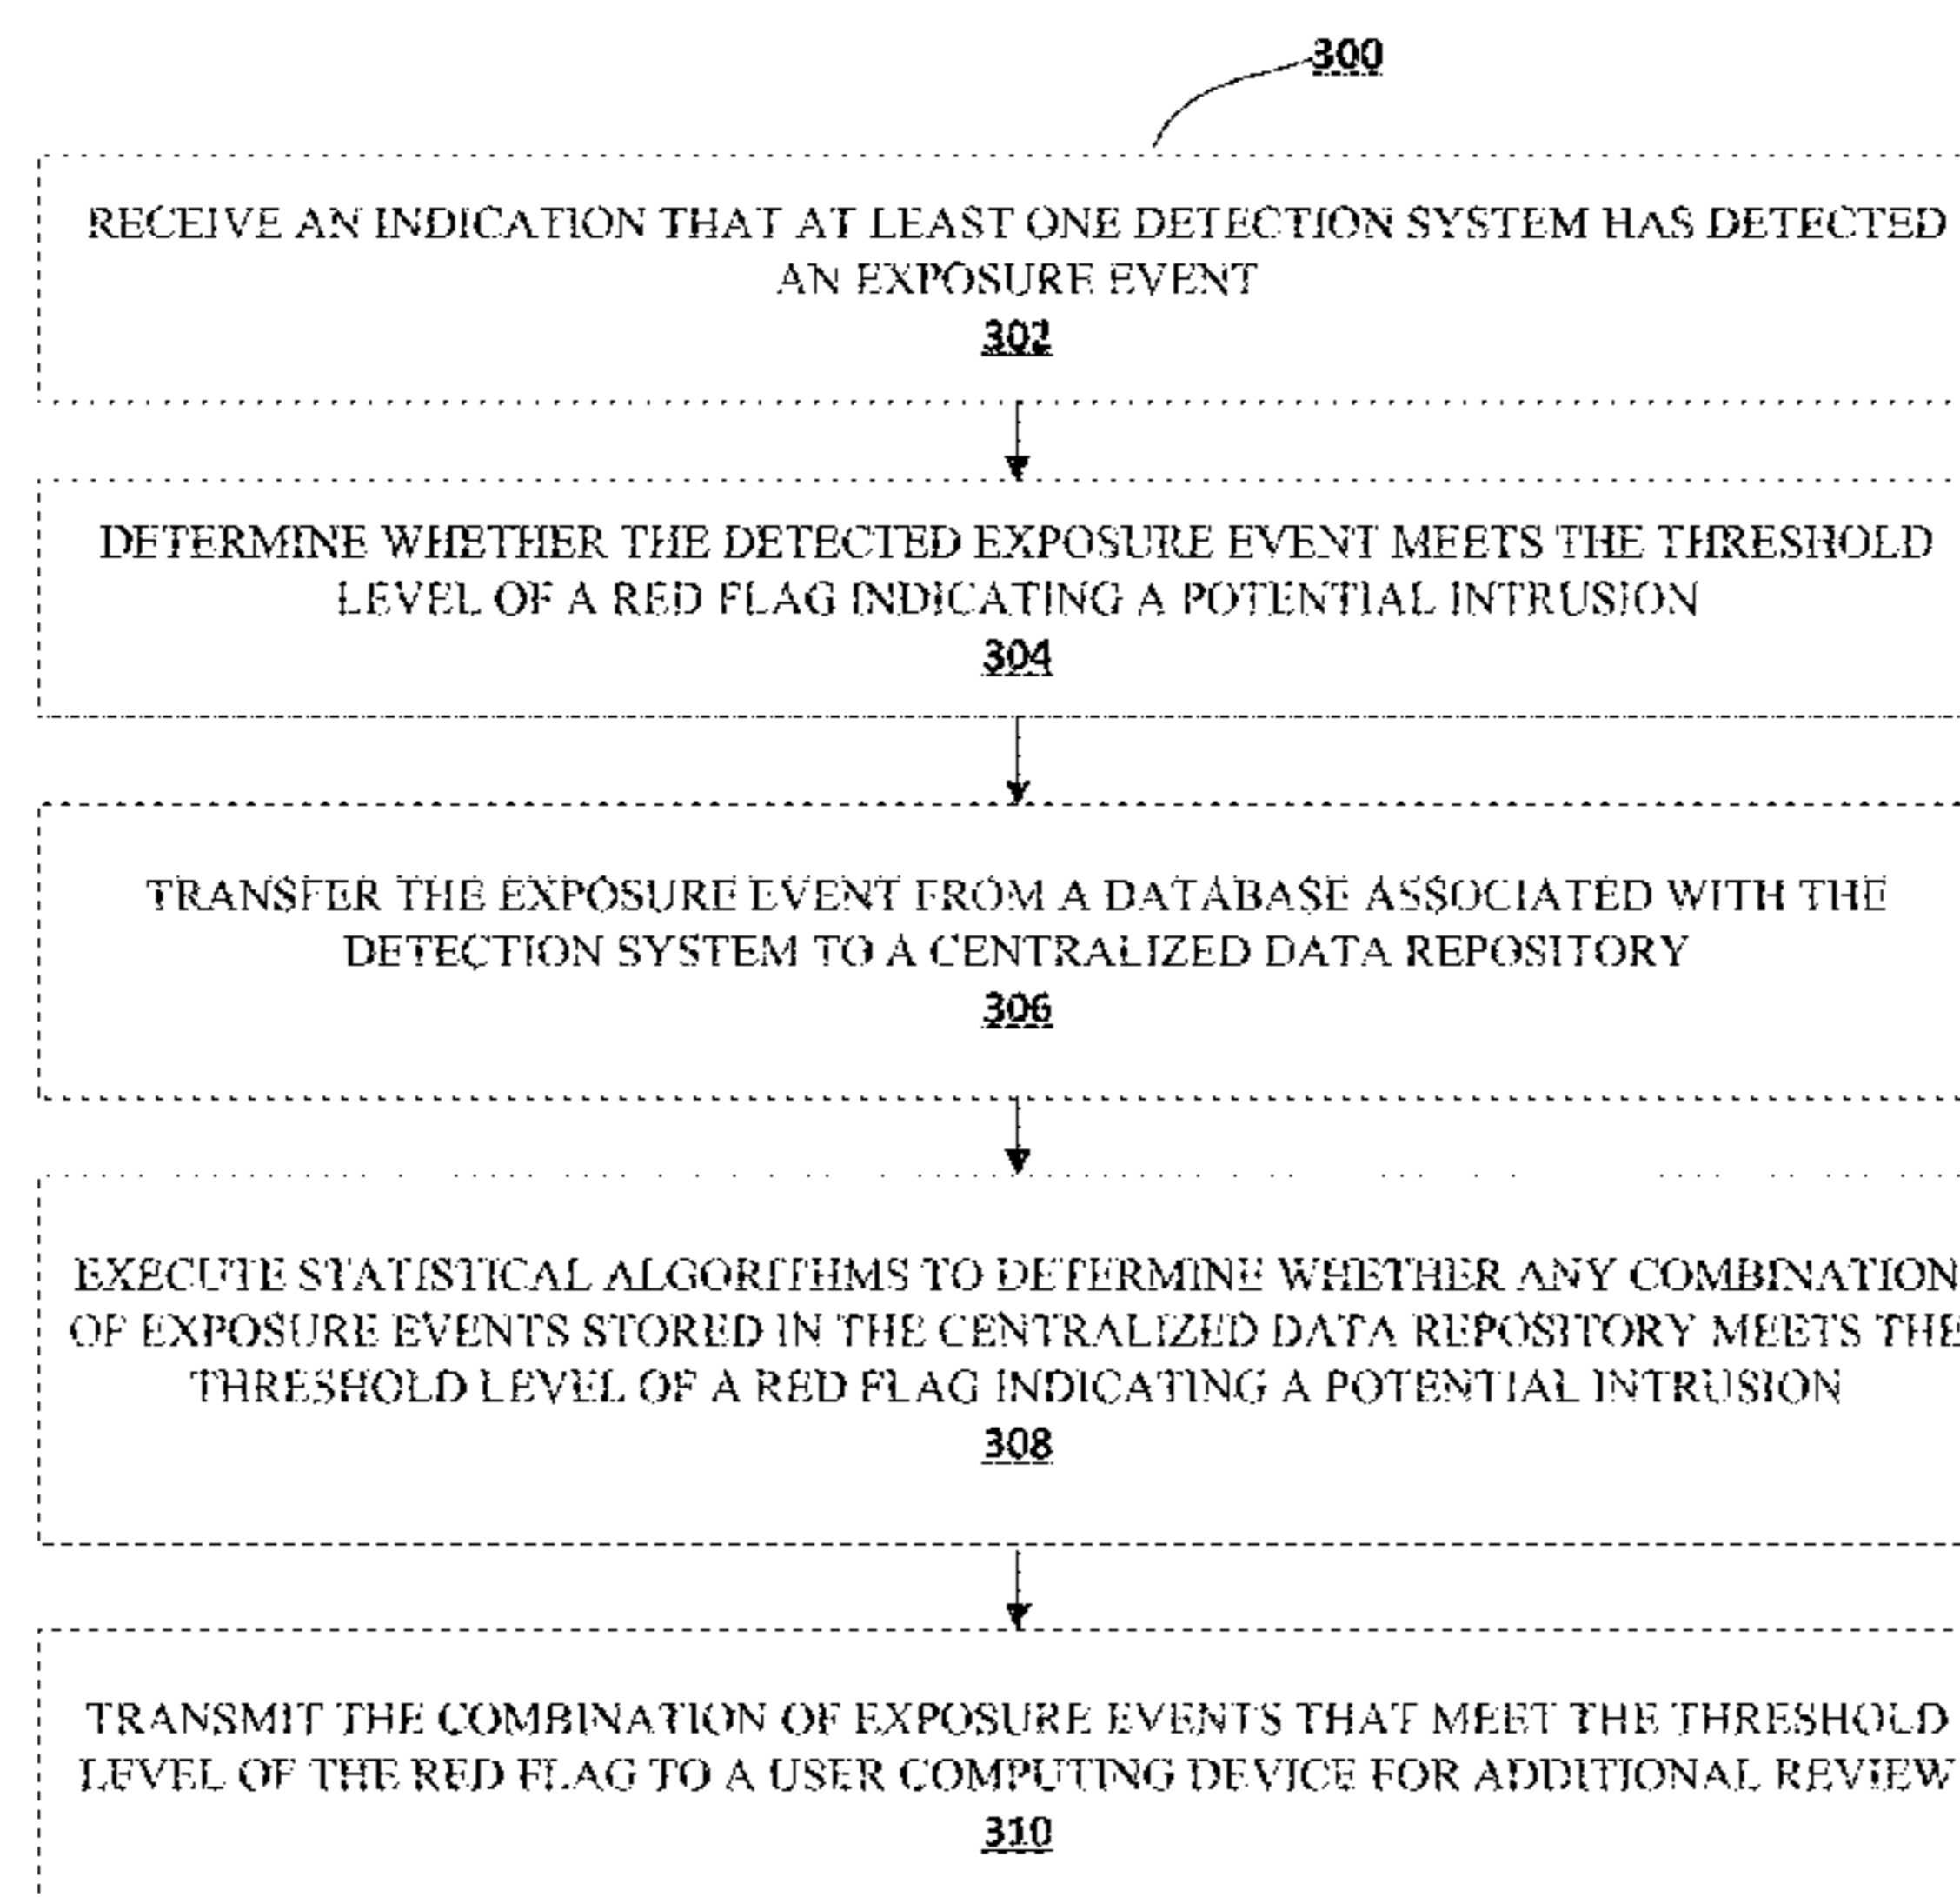 300
RECEIVE AN INDICATION THAT AT LEAST ONE DETECTION SYSTEM HAS DETECTED
AN EXPOSURE EVENT
302
DETERMINE WHETHER THE DETECTED EXPOSURE EVENT MEETS THE THRESHOLD
LEVEL OF A RED FLAG INDICATING A POTENTIAL INTRUSION
304
TRANSFER THE EXPOSURE EVENT FROM A DATABASE ASSOCIATED WITH THE
DETECTION SYSTEM TO A CENTRALIZED DATA REPOSITORY
306
EXECUTE STATISTICAL ALGORITHMS TO DETERMINE WHETHER ANY COMBINATION
OF EXPOSURE EVENTS STORED IN THE CENTRALIZED DATA REPOSITORY MEETS THE
THRESHOLD LEVEL OF A RED FLAG INDICATING A POTENTIAL INTRUSION
308
TRANSMIT THE COMBINATION OF EXPOSURE EVENTS THAT MEET THE THRESHOLD
LEVEL OF THE RED FLAG TO A USER COMPUTING DEVICE FOR ADDITIONAL REVIEW
310